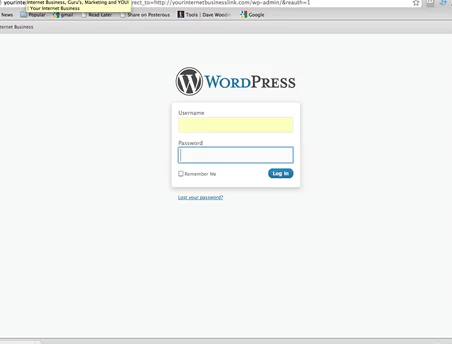 yourinte
Internet Business, Guru's, Marketing and YOU!
| Your Internet Business
rect_to=http://yourinternetbusinesslink.com/wp-admin/&reauth=1
News Popular gmail Read Later Share on Posterous Tools | Dave Woodn Google
ternet Business
WORDPRESS
Username
Password
Remember Me
Log In
Lost your password?